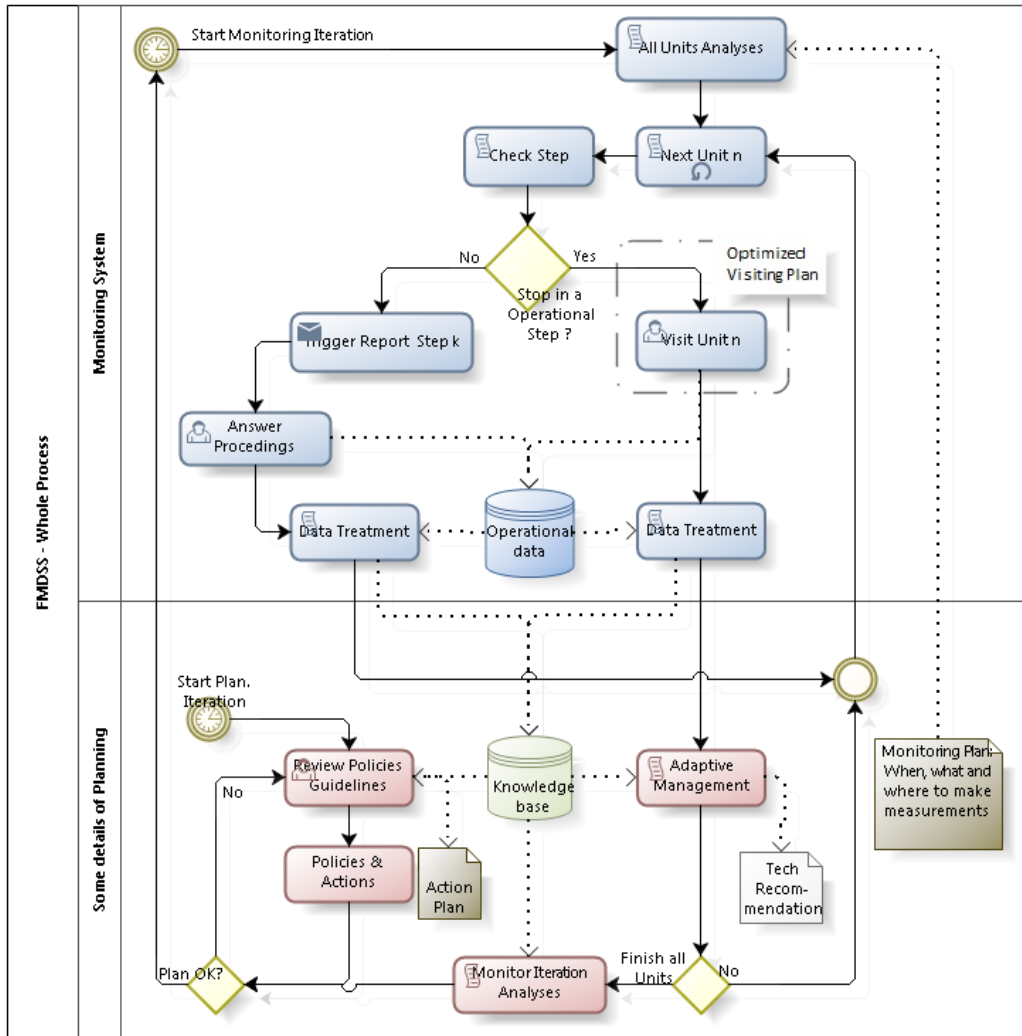 FMDSS - Whole Process
Monitoring System
Start Monitoring Iteration
All Units Analyses
Check Step
Next Unit n
No
Yes
Optimized
Visiting Plan
Stop in a
Operational
Step ?
Trigger Report Step k
Visit Unit n
Answer
Procedings
Data Treatment
Operational
data
Data Treatment
Some details of Planning
Start Plan.
Iteration
Review Policies
Guidelines
No
Knowledge
base
Adaptive
Management
Monitoring Plan:
When, what and
where to make
measurements
Policies &
Actions
Action
Plan
Tech
Recom-
mendation
Plan OK?
Monitor Iteration
Analyses
Finish all
Units
No